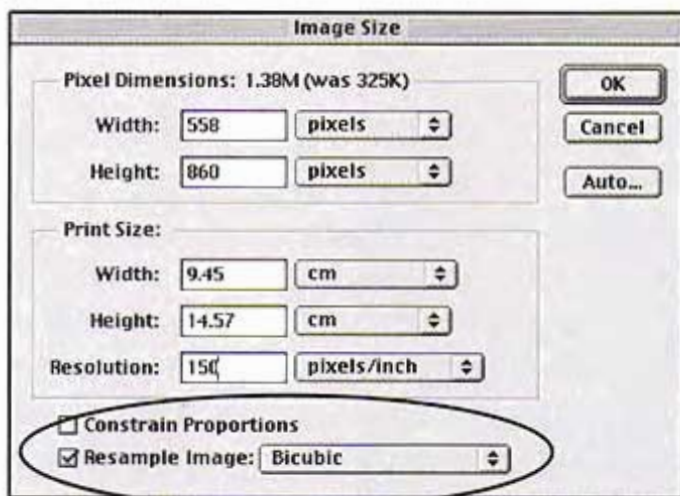 Image Size
Pixel Dimensions: 1.38M (was 325K)
Width: 558 pixels
Height: 860 pixels
Print Size:
Width: 9.45 cm
Height: 14.57 cm
Resolution: 150 pixels/inch
Constrain Proportions
Resample Image: Bicubic
OK
Cancel
Auto...